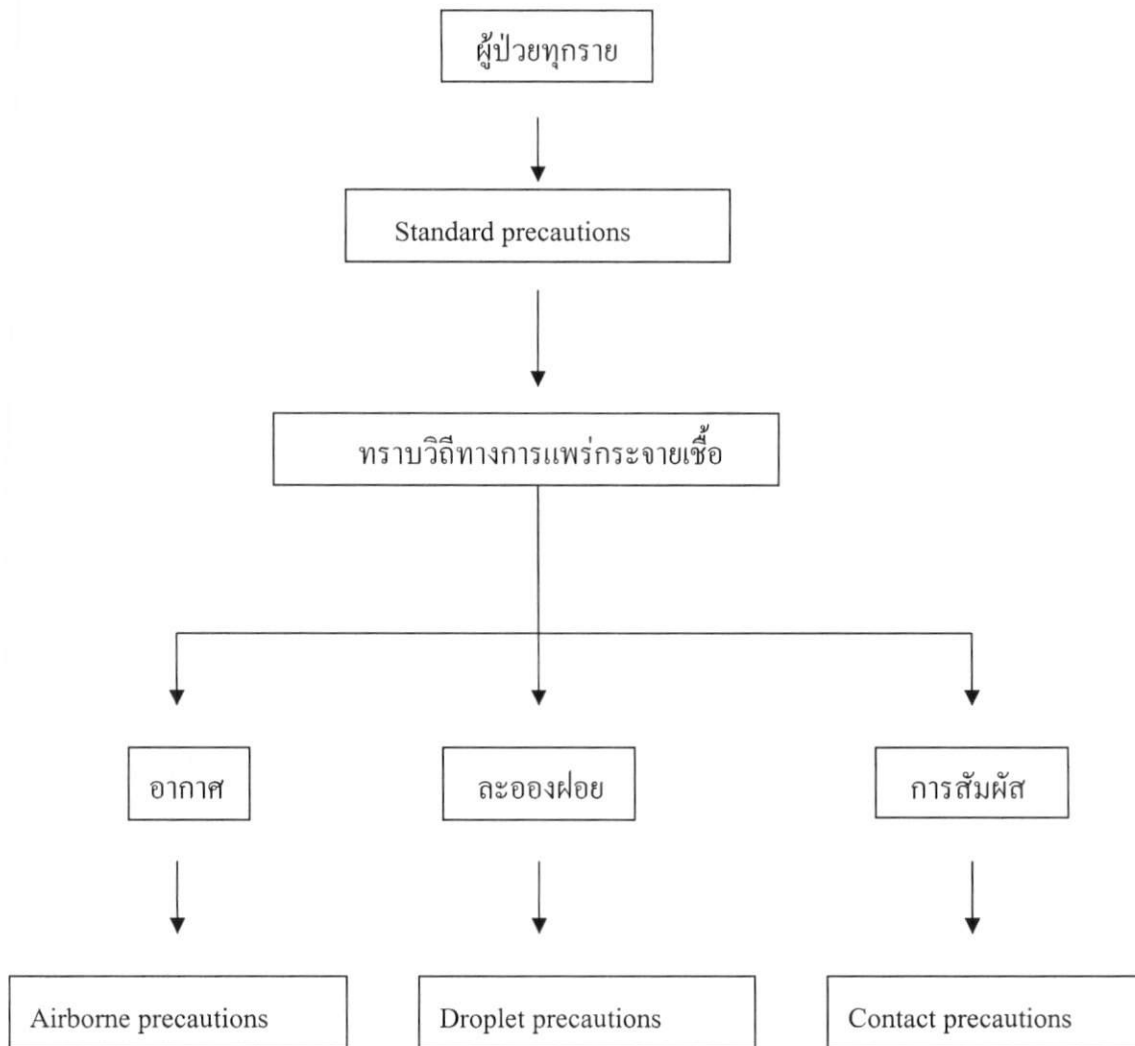 ผู้ป่วยทุกราย
Standard precautions
ทราบวิถีทางการแพร่กระจายเชื้อ
อากาศ
ละอองฝอย
การสัมผัส
Airborne precautions
Droplet precautions
Contact precautions